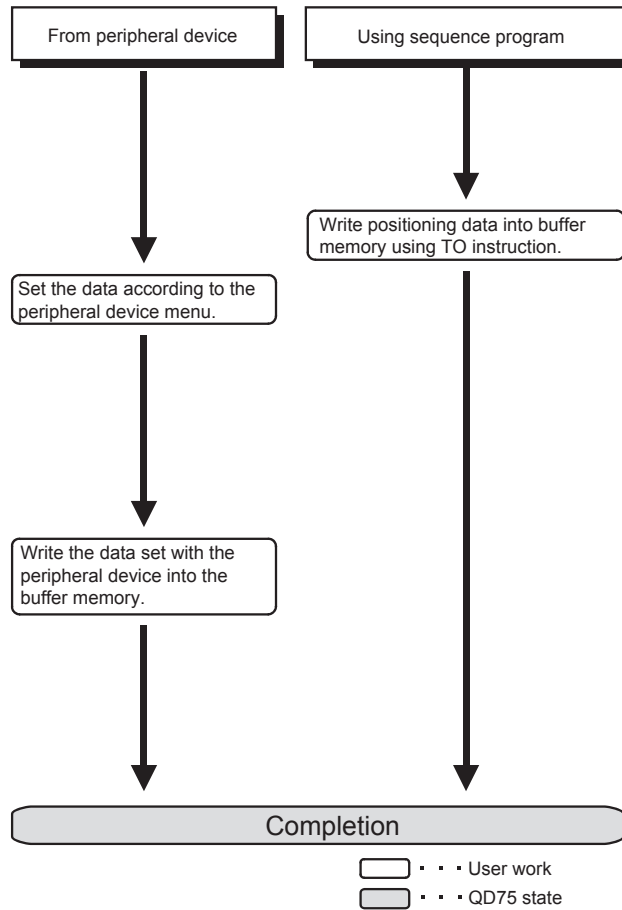 From peripheral device
Using sequence program
Write positioning data into buffer
memory using TO instruction.
Set the data according to the
peripheral device menu.
Write the data set with the
peripheral device into the
buffer memory.
Completion
· · · User work
· · · QD75 state